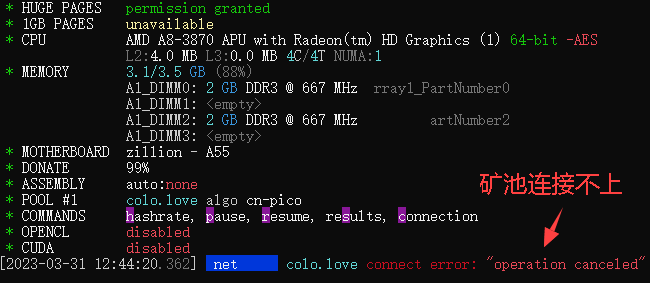 * HUGE PAGES permission granted
* 1GB PAGES unavailable
* CPU AMD A8-3870 APU with Radeon(tm) HD Graphics (1) 64-bit -AES
L2:4.0 MB L3:0.0 MB 4C/4T NUMA:1
* MEMORY 3.1/3.5 GB (88%)
A1_DIMM0: 2 GB DDR3 @ 667 MHz rray1_PartNumber0
A1_DIMM1: <empty>
A1_DIMM2: 2 GB DDR3 @ 667 MHz artNumber2
A1_DIMM3: <empty>
* MOTHERBOARD zillion - A55
* DONATE 99%
* ASSEMBLY auto:none
* POOL #1 colo.love algo cn-pico
* COMMANDS hashrate, pause, resume, results, connection
* OPENCL disabled
* CUDA disabled
矿池连接不上
[2023-03-31 12:44:20.362] net colo.love connect error: "operation canceled"